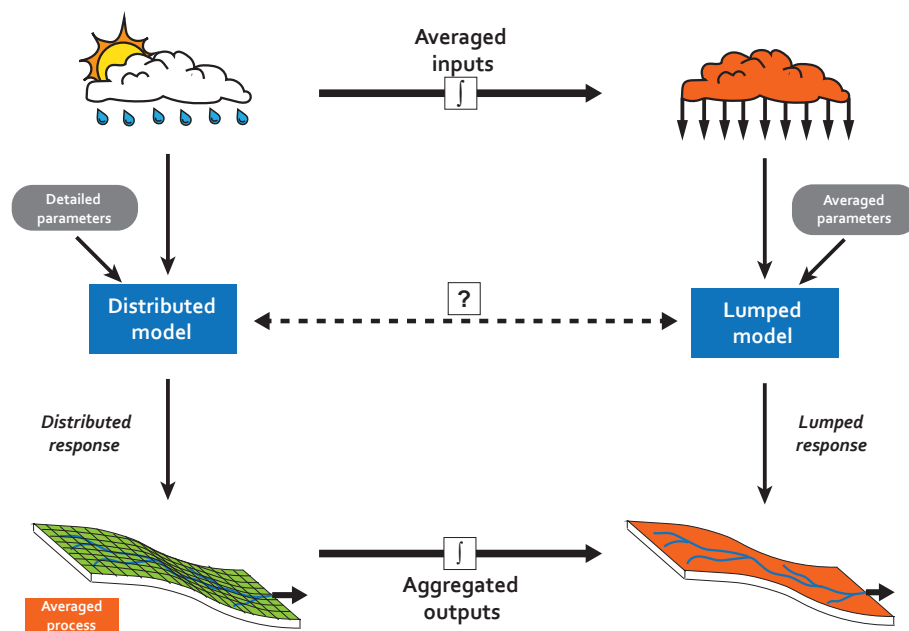 Averaged
inputs
∫
Detailed
parameters
Averaged
parameters
Distributed
model
?
Lumped
model
Distributed
response
Lumped
response
∫
Aggregated
outputs
Averaged
process